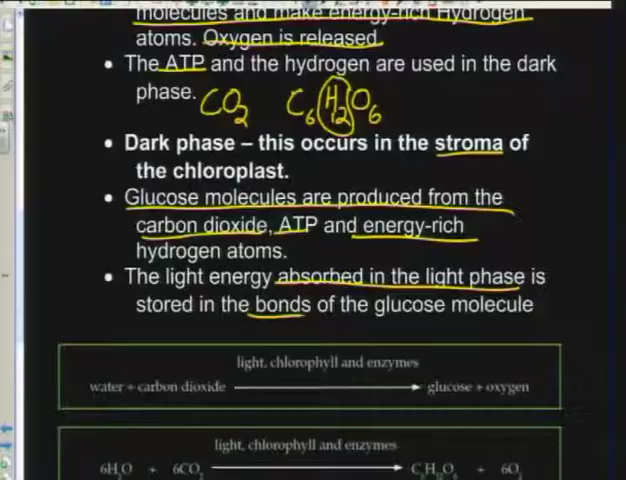 molecules and make energy-rich Hydrogen
atoms. Oxygen is released.
• The ATP and the hydrogen are used in the dark
phase.
CO2 C6H12O6
• Dark phase – this occurs in the stroma of
the chloroplast.
• Glucose molecules are produced from the
carbon dioxide, ATP and energy-rich
hydrogen atoms.
• The light energy absorbed in the light phase is
stored in the bonds of the glucose molecule
light, chlorophyll and enzymes
water + carbon dioxide ⟶ glucose + oxygen
light, chlorophyll and enzymes
6H2O + 6CO2 ⟶ C6H12O6 + 6O2